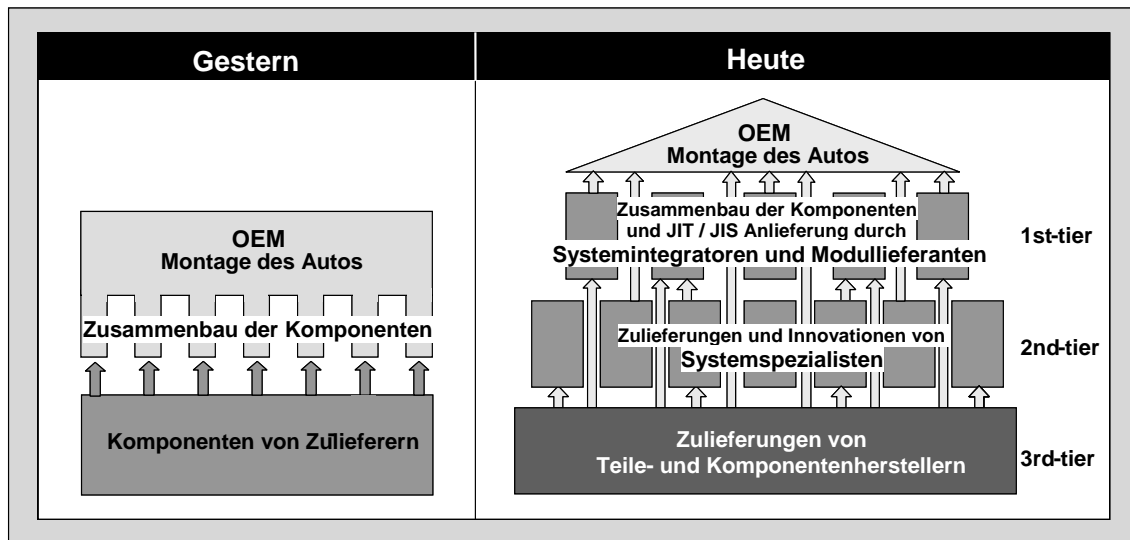 Gestern
Heute
OEM
Montage des Autos
Zusammenbau der Komponenten
Komponenten von Zulieferern
OEM
Montage des Autos
Zusammenbau der Komponenten
und JIT / JIS Anlieferung durch
Systemintegratoren und Modullieferanten
1st-tier
Zulieferungen und Innovationen von
Systemspezialisten
2nd-tier
Zulieferungen von
Teile- und Komponentenherstellern
3rd-tier